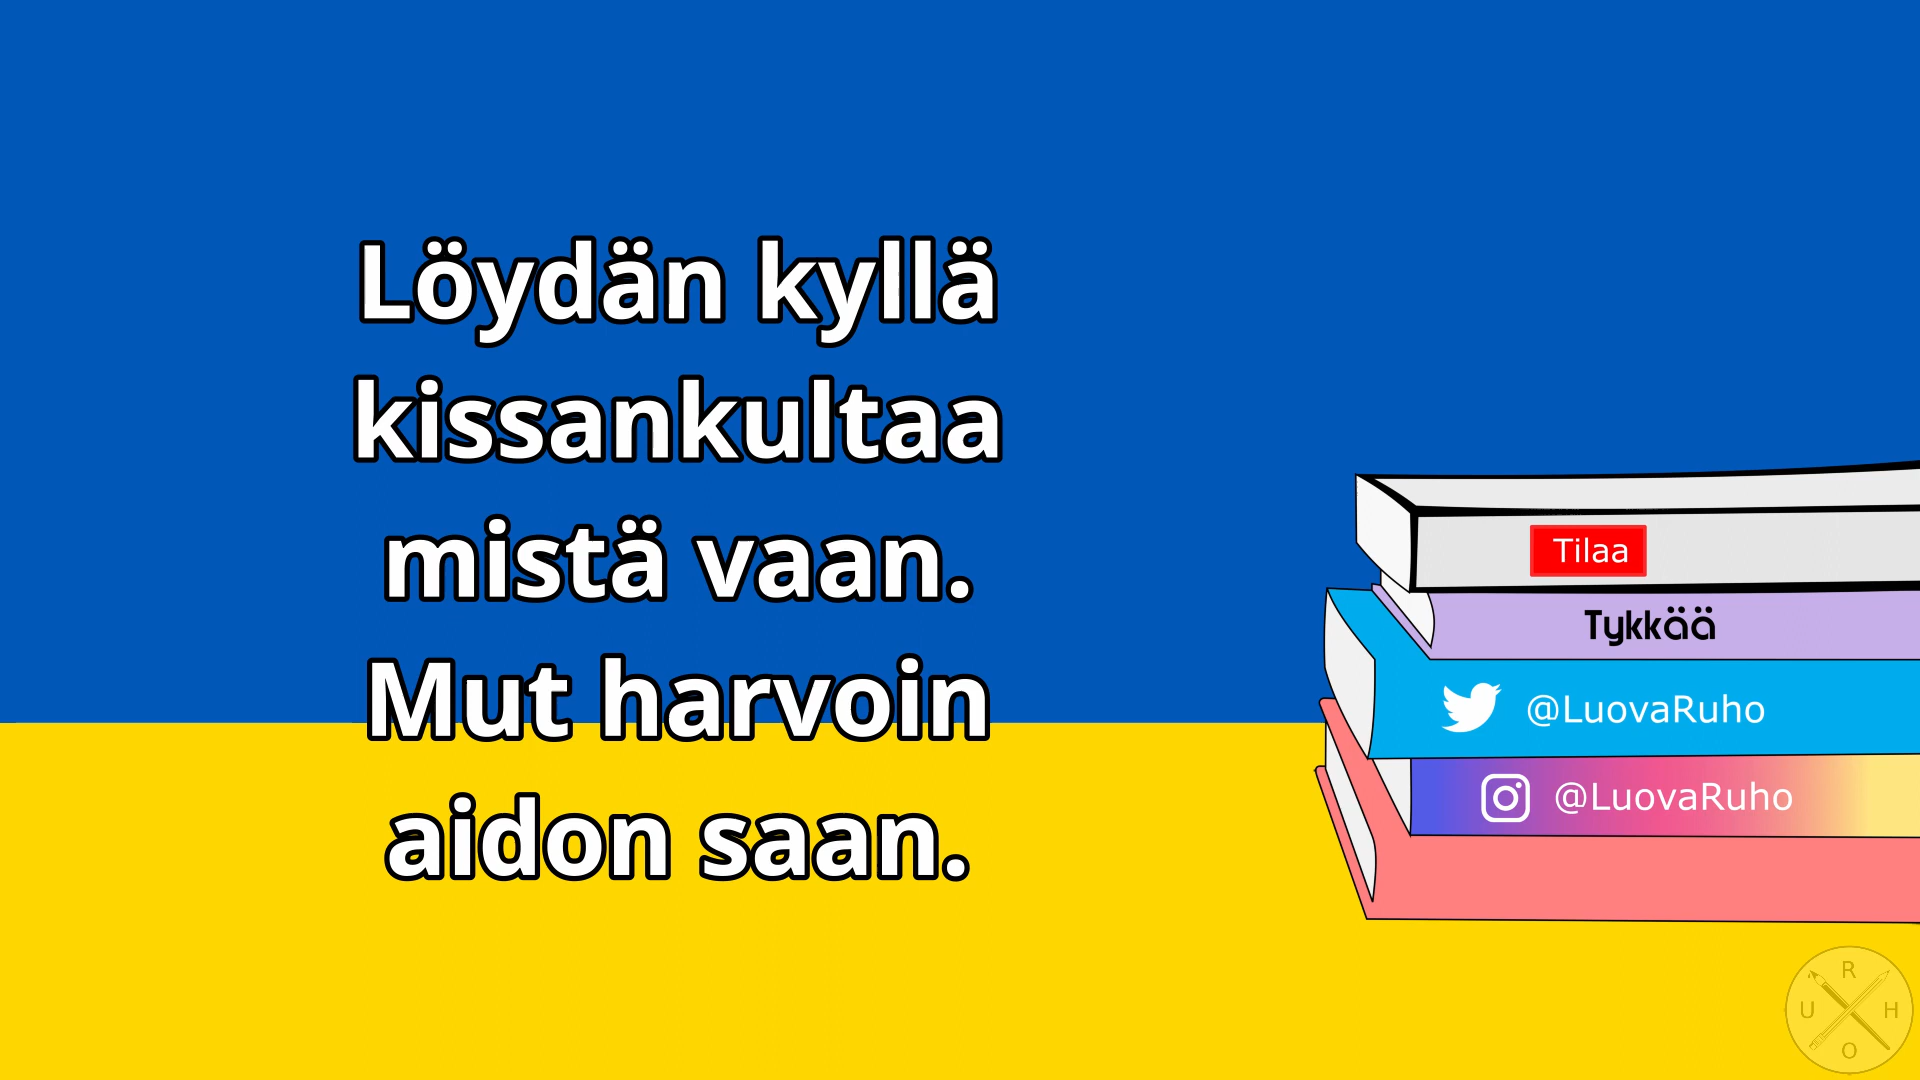 Löydän kyllä
kissankultaa
mistä vaan.
Mut harvoin
aidon saan.
Tilaa
Tykkää
@LuovaRuho
@LuovaRuho
R
U H
O